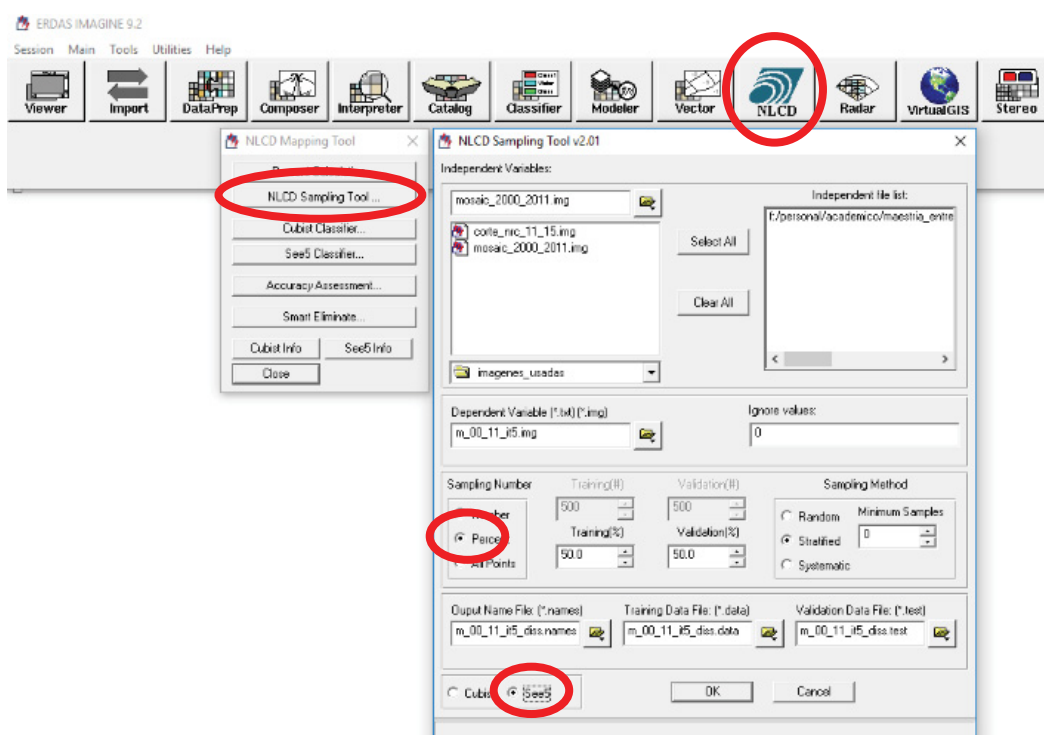 ERDAS IMAGINE 9.2
Session Main Tools Utilities Help
Viewer Import DataPrep Composer Interpreter Catalog Classifier Modeler Vector NLCD Radar VirtualGIS Stereo
NLCD Mapping Tool
NLCD Sampling Tool ...
Cubist Classifier...
See5 Classifier...
Accuracy Assessment...
Smart Eliminate...
Cubist Info See5 Info
Close
NLCD Sampling Tool v2.01
Independent Variables:
mosaic_2000_2011.img
corte_nrc_11_15.img
mosaic_2000_2011.img
imagenes_usadas
Select All
Clear All
Independent file list:
f:/personal/academico/maestria_entre
Dependent Variable (*.txt) (*.img)
m_00_11_it5.img
Ignore values:
0
Sampling Number Training(#) Validation(#) Sampling Method
500 500
Percent Training(%) Validation(%)
All Points 50.0 50.0
Random Minimum Samples
Stratified 0
Systematic
Ouput Name File: (*.names) Training Data File: (*.data) Validation Data File: (*.test)
m_00_11_it5_diss.names m_00_11_it5_diss.data m_00_11_it5_diss.test
See5 OK Cancel